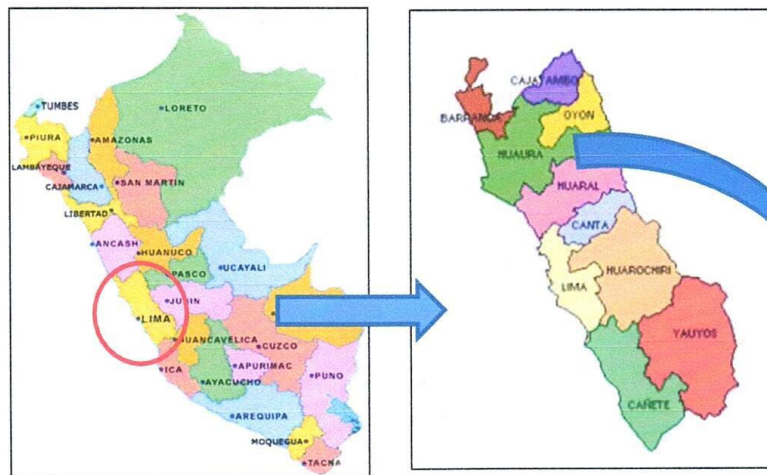 LORETO
TUMBES
PIURA
AMAZONAS
LAMBAYEQUE
SAN MARTIN
CAJAMARCA
LIBERTAD
ANCASH
HUANUCO
UCAYALI
PASCO
JUNIN
LIMA
HUANCAVELICA
CUZCO
ICA
APURIMAC
PUNO
AYACUCHO
AREQUIPA
MOQUEGUA
TACNA
CAJATAMBO
BARRANCA
OYON
HUAURA
HUARAL
CANTA
HUAROCHIRI
LIMA
YAUYOS
CAÑETE